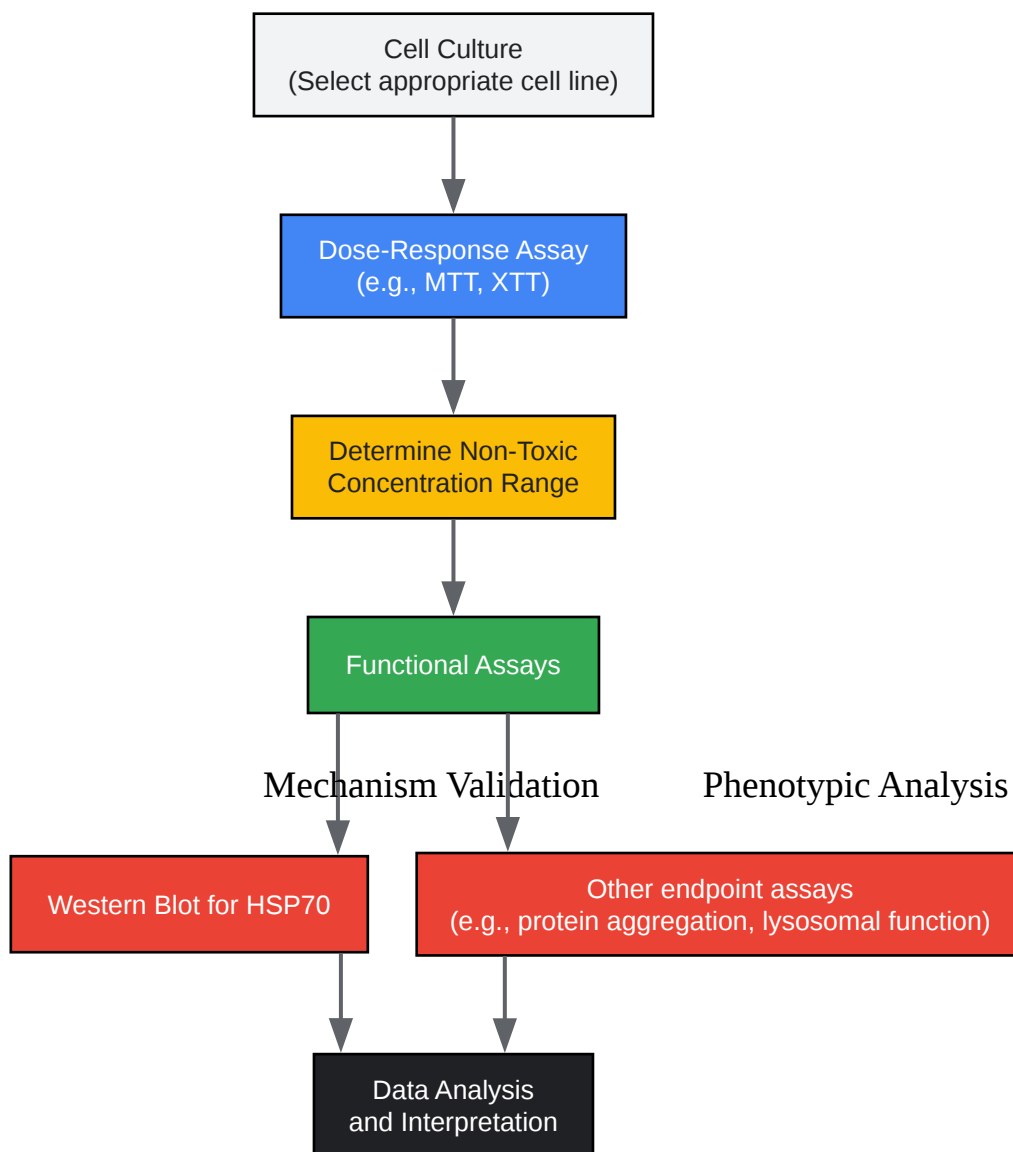 Cell Culture
(Select appropriate cell line)
Dose-Response Assay
(e.g., MTT, XTT)
Determine Non-Toxic
Concentration Range
Functional Assays
Mechanism Validation
Phenotypic Analysis
Western Blot for HSP70
Other endpoint assays
(e.g., protein aggregation, lysosomal function)
Data Analysis
and Interpretation